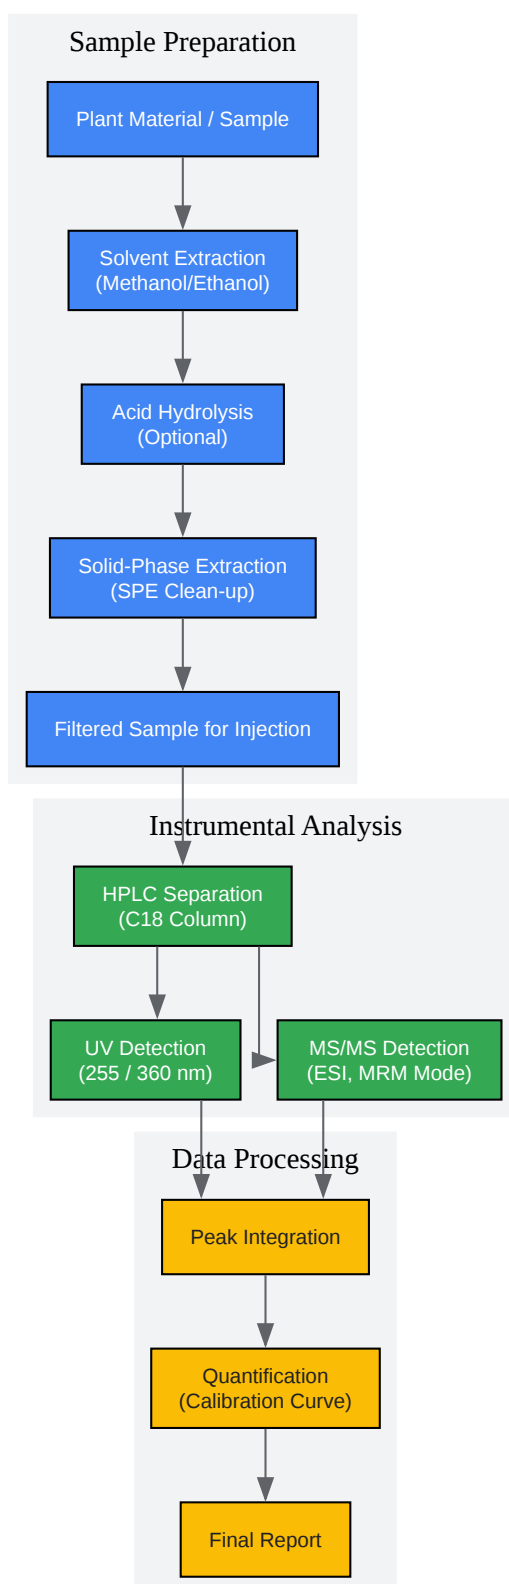 Sample Preparation
Plant Material / Sample
Solvent Extraction
(Methanol/Ethanol)
Acid Hydrolysis
(Optional)
Solid-Phase Extraction
(SPE Clean-up)
Filtered Sample for Injection
Instrumental Analysis
HPLC Separation
(C18 Column)
UV Detection
(255 / 360 nm)
MS/MS Detection
(ESI, MRM Mode)
Data Processing
Peak Integration
Quantification
(Calibration Curve)
Final Report